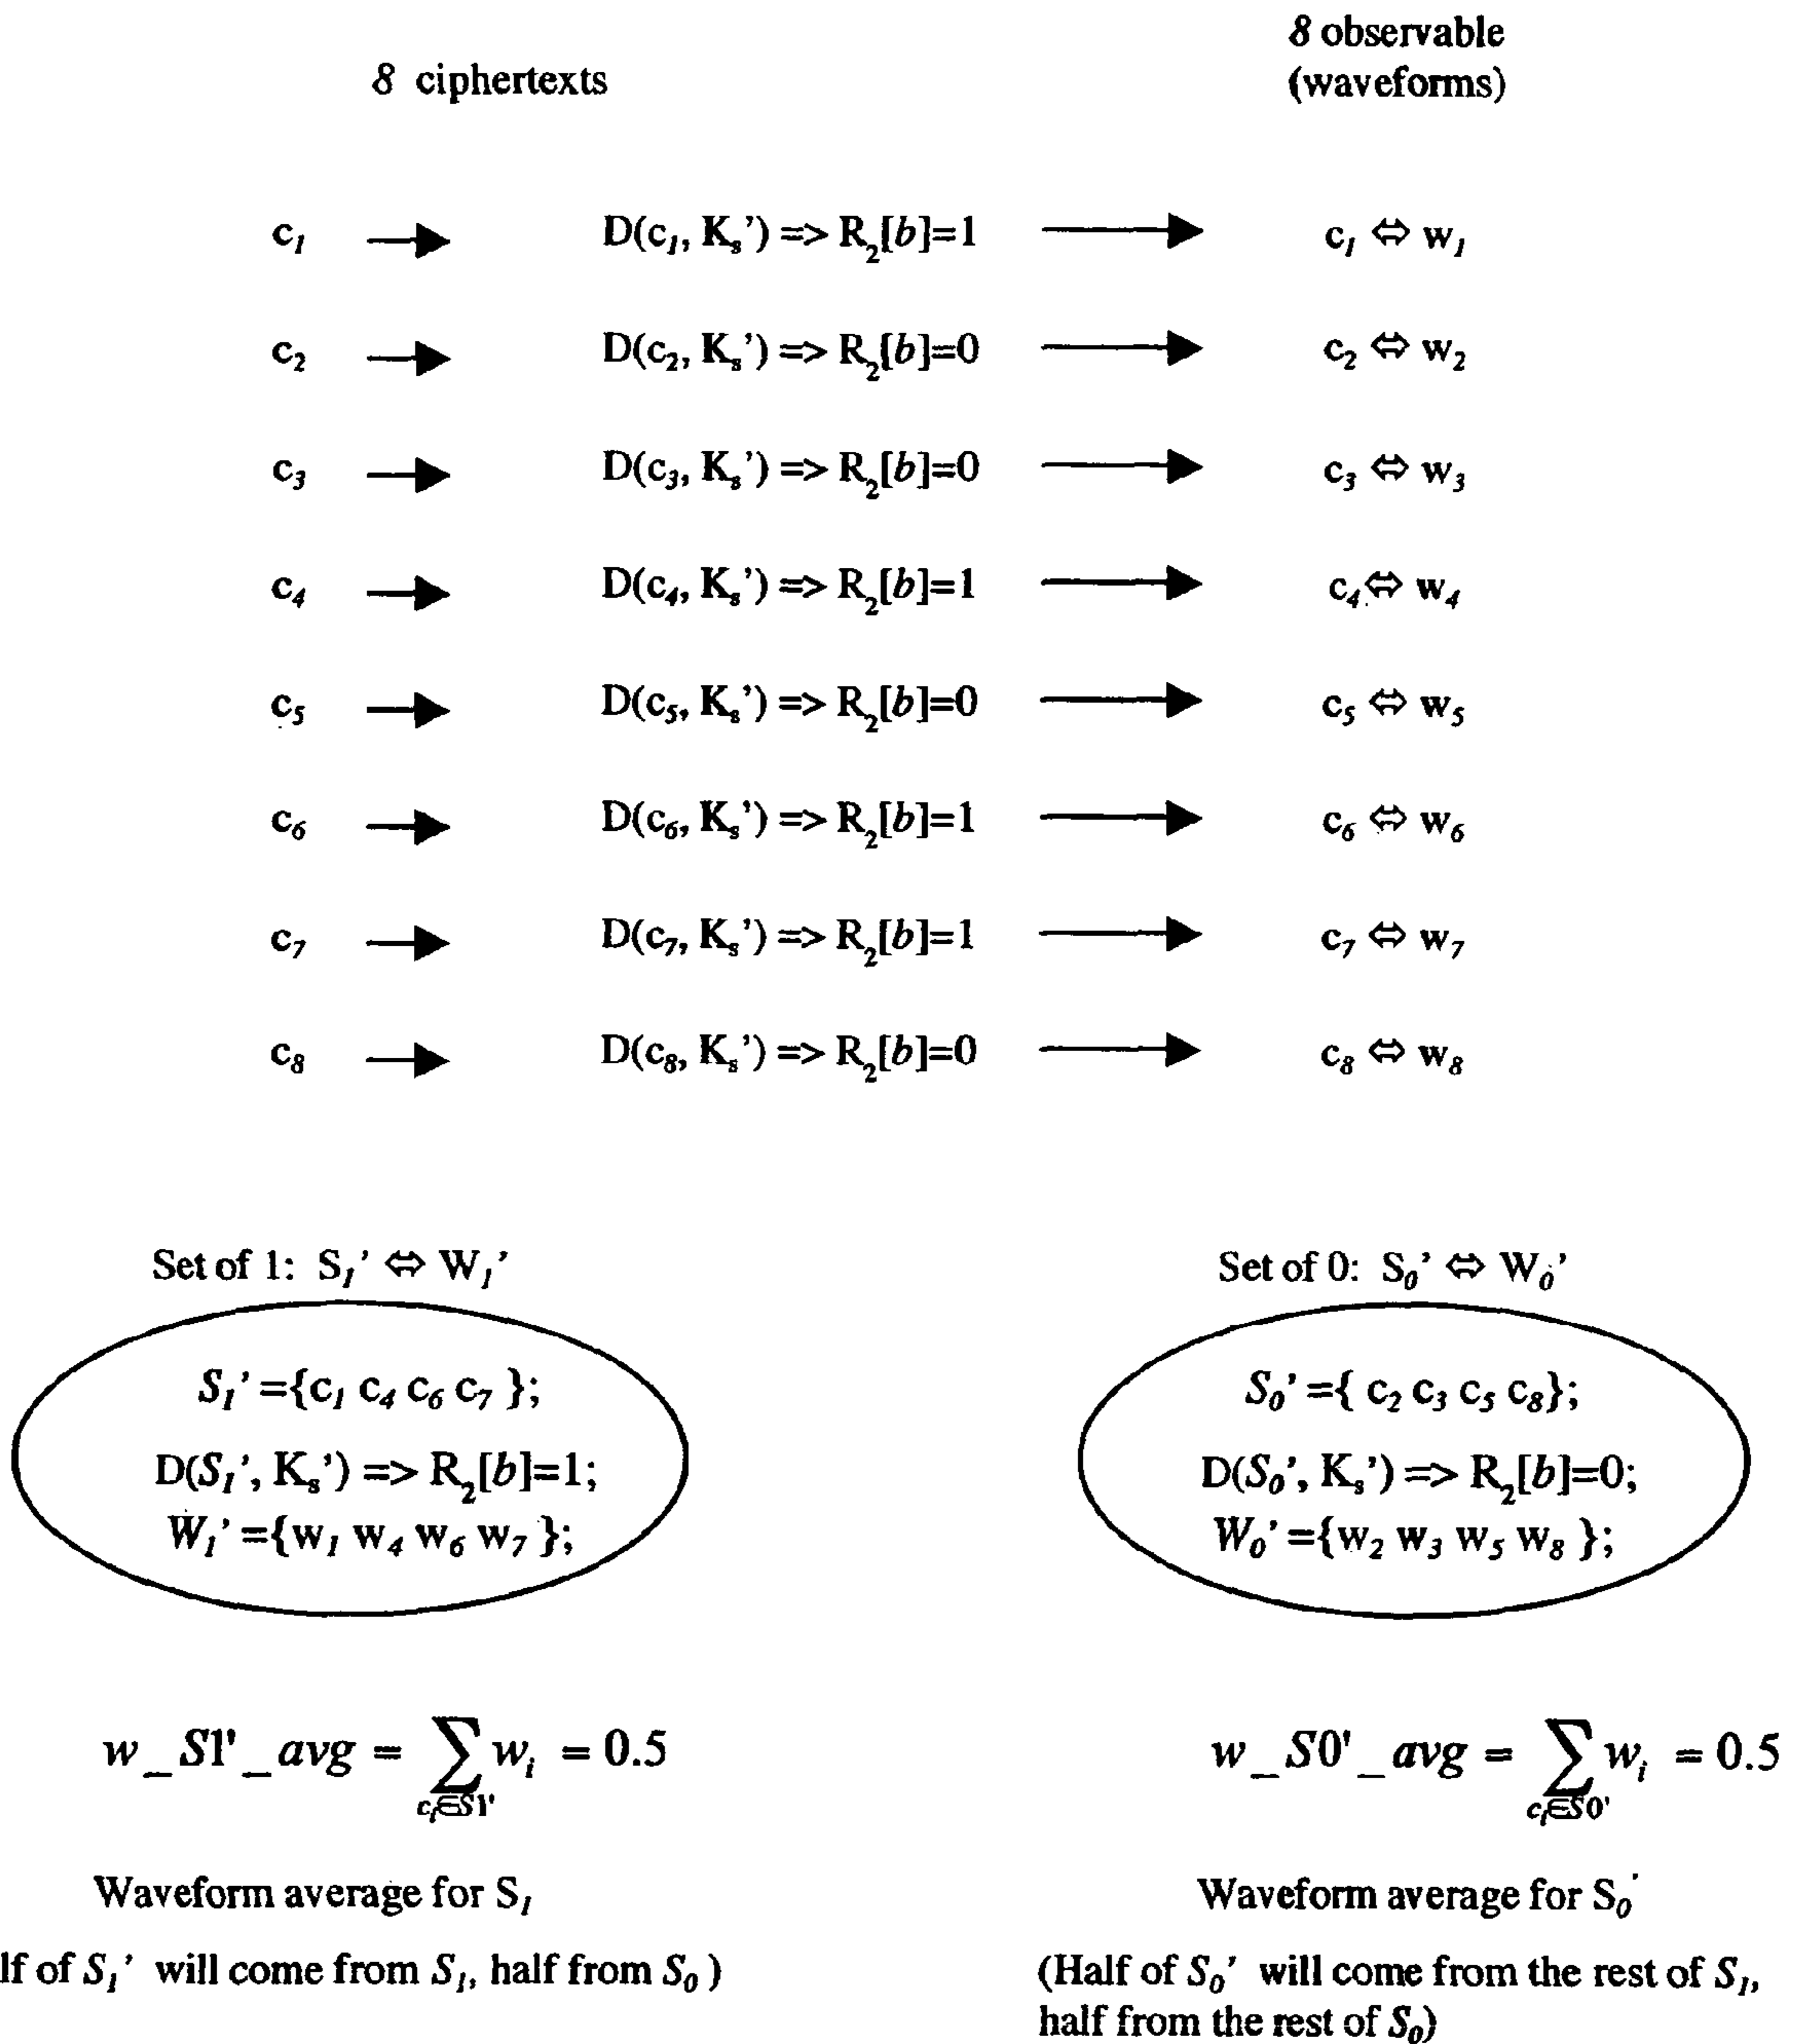 8 ciphertexts
8 observable
(waveforms)
c₁ → D(c₁, Kₛ’) => R₂[b]=1 → c₁ ⇔ w₁
c₂ → D(c₂, Kₛ’) => R₂[b]=0 → c₂ ⇔ w₂
c₃ → D(c₃, Kₛ’) => R₂[b]=0 → c₃ ⇔ w₃
c₄ → D(c₄, Kₛ’) => R₂[b]=1 → c₄ ⇔ w₄
c₅ → D(c₅, Kₛ’) => R₂[b]=0 → c₅ ⇔ w₅
c₆ → D(c₆, Kₛ’) => R₂[b]=1 → c₆ ⇔ w₆
c₇ → D(c₇, Kₛ’) => R₂[b]=1 → c₇ ⇔ w₇
c₈ → D(c₈, Kₛ’) => R₂[b]=0 → c₈ ⇔ w₈
Set of 1: S₁’ ⇔ W₁’
S₁’ ={c₁ c₄ c₆ c₇ };
D(S₁’, Kₛ’) => R₂[b]=1;
W₁’ ={w₁ w₄ w₆ w₇ };
w_S1'_avg = ∑ wᵢ = 0.5
cᵢ∈S1'
Waveform average for S₁
lf of S₁’ will come from S₁, half from S₀ )
Set of 0: S₀’ ⇔ W₀’
S₀’ ={ c₂ c₃ c₅ c₈};
D(S₀’, Kₛ’) => R₂[b]=0;
W₀’ ={w₂ w₃ w₅ w₈ };
w_S0'_avg = ∑ wᵢ = 0.5
cᵢ∈S0'
Waveform average for S₀'
(Half of S₀’ will come from the rest of S₁,
half from the rest of S₀)